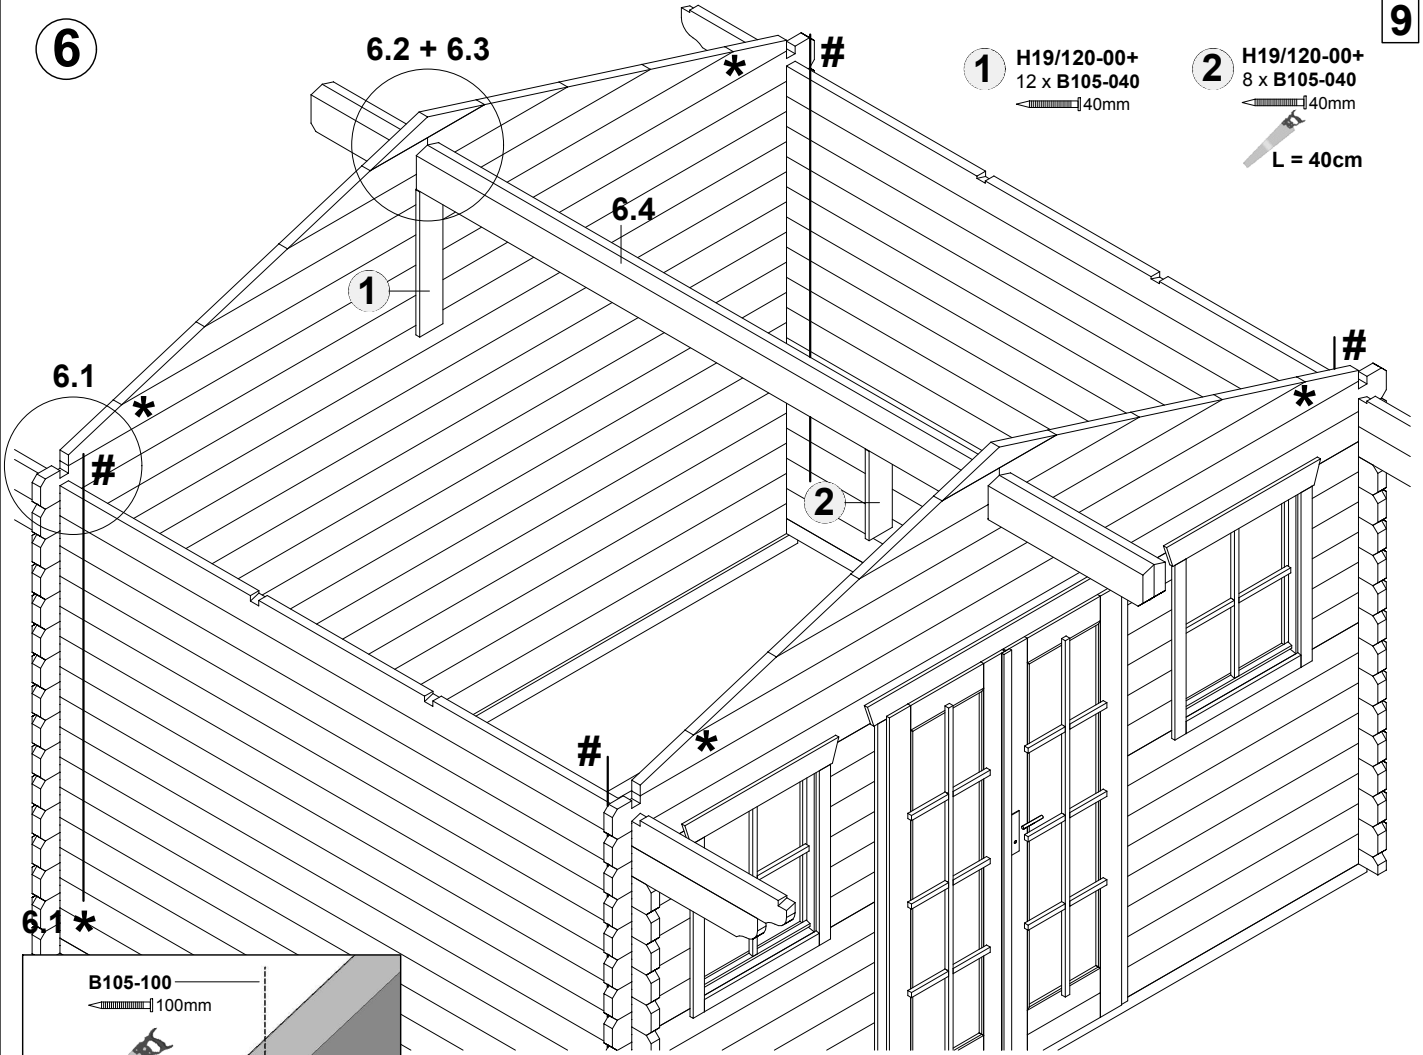 6
6.2 + 6.3
*
#
1
H19/120-00+
12 x B105-040
40mm
2
H19/120-00+
8 x B105-040
40mm
L = 40cm
9
6.4
1
#
*
6.1
*
#
2
#
*
6.1 *
B105-100
100mm